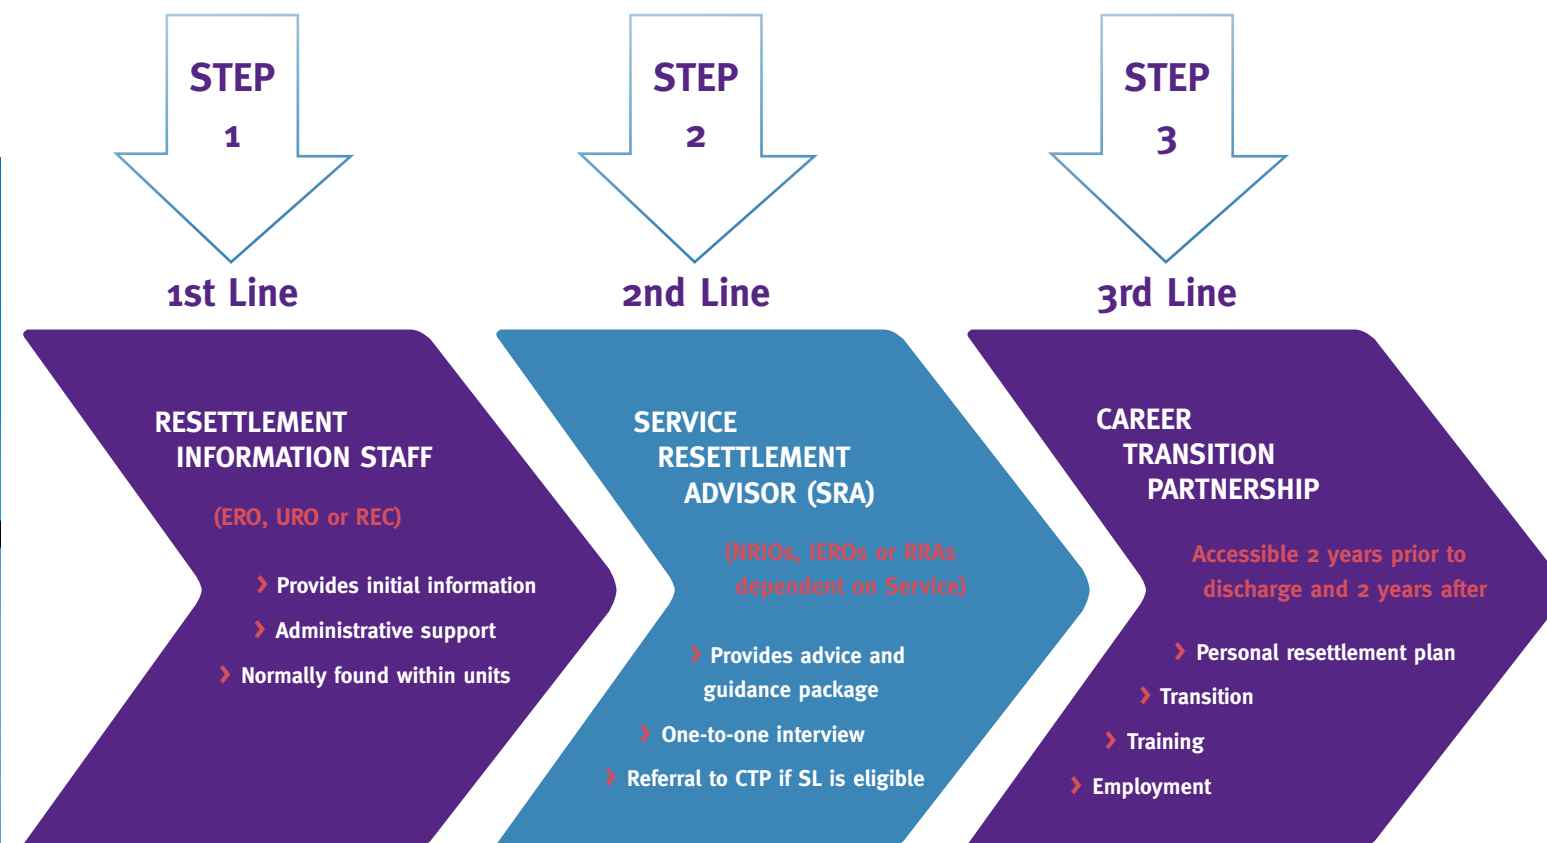 STEP
1
1st Line
RESETTLEMENT
INFORMATION STAFF
(ERO, URO or REC)
› Provides initial information
› Administrative support
› Normally found within units
STEP
2
2nd Line
SERVICE
RESETTLEMENT
ADVISOR (SRA)
(NRIOs, IEROs or RRAs
dependent on Service)
› Provides advice and
guidance package
› One-to-one interview
› Referral to CTP if SL is eligible
STEP
3
3rd Line
CAREER
TRANSITION
PARTNERSHIP
Accessible 2 years prior to
discharge and 2 years after
› Personal resettlement plan
› Transition
› Training
› Employment